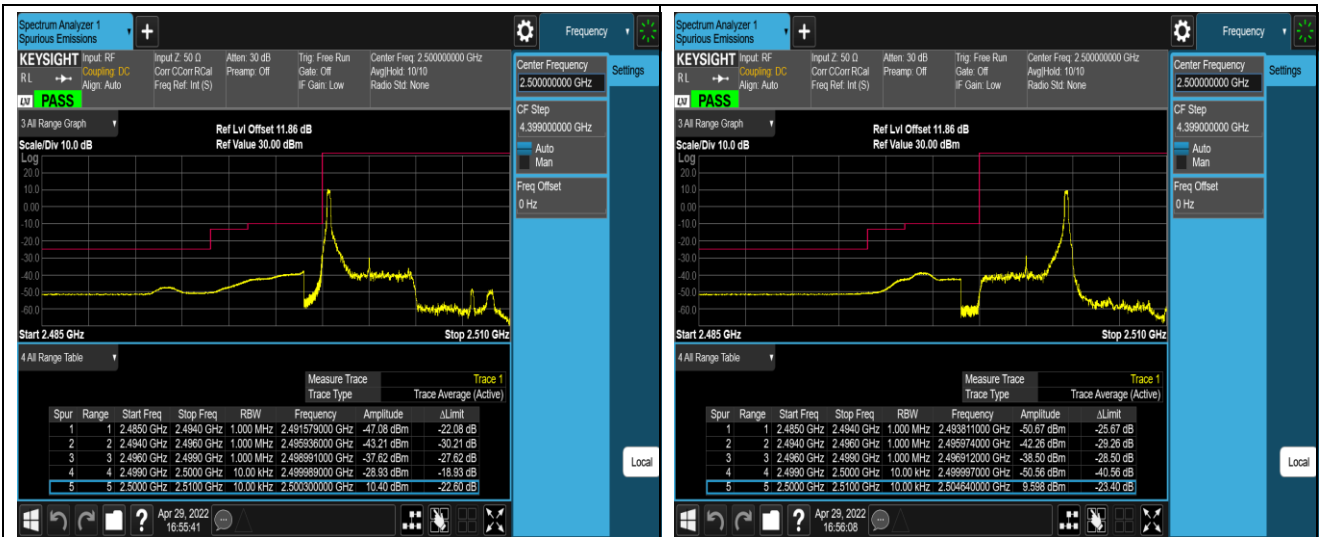 Spectrum Analyzer 1
Spurious Emissions
Frequency
KEYSIGHT
RL
Input: RF
Coupling: DC
Align: Auto
Input Z: 50 Ω
Corr CCorr RCal
Freq Ref: Int (S)
Atten: 30 dB
Preamp: Off
Trig: Free Run
Gate: Off
IF Gain: Low
Center Freq: 2.500000000 GHz
Avg|Hold: 10/10
Radio Std: None
PASS
Center Frequency
2.500000000 GHz
Settings
CF Step
4.399000000 GHz
Auto
Man
Freq Offset
0 Hz
3 All Range Graph
Ref Lvl Offset 11.86 dB
Scale/Div 10.0 dB
Ref Value 30.00 dBm
Log
20.0
10.0
0.00
-10.0
-20.0
-30.0
-40.0
-50.0
-60.0
Start 2.485 GHz
Stop 2.510 GHz
4 All Range Table
Measure Trace Trace 1
Trace Type Trace Average (Active)
Spur Range Start Freq Stop Freq RBW Frequency Amplitude ΔLimit
1 1 2.4850 GHz 2.4940 GHz 1.000 MHz 2.491579000 GHz -47.08 dBm -22.08 dB
2 2 2.4940 GHz 2.4960 GHz 1.000 MHz 2.495936000 GHz -43.21 dBm -30.21 dB
3 3 2.4960 GHz 2.4990 GHz 1.000 MHz 2.498991000 GHz -37.62 dBm -27.62 dB
4 4 2.4990 GHz 2.5000 GHz 10.00 kHz 2.499989000 GHz -28.93 dBm -18.93 dB
5 5 2.5000 GHz 2.5100 GHz 10.00 kHz 2.500300000 GHz 10.40 dBm -22.60 dB
Local
?
Apr 29, 2022
16:55:41
Spectrum Analyzer 1
Spurious Emissions
Frequency
KEYSIGHT
RL
Input: RF
Coupling: DC
Align: Auto
Input Z: 50 Ω
Corr CCorr RCal
Freq Ref: Int (S)
Atten: 30 dB
Preamp: Off
Trig: Free Run
Gate: Off
IF Gain: Low
Center Freq: 2.500000000 GHz
Avg|Hold: 10/10
Radio Std: None
PASS
Center Frequency
2.500000000 GHz
Settings
CF Step
4.399000000 GHz
Auto
Man
Freq Offset
0 Hz
3 All Range Graph
Ref Lvl Offset 11.86 dB
Scale/Div 10.0 dB
Ref Value 30.00 dBm
Log
20.0
10.0
0.00
-10.0
-20.0
-30.0
-40.0
-50.0
-60.0
Start 2.485 GHz
Stop 2.510 GHz
4 All Range Table
Measure Trace Trace 1
Trace Type Trace Average (Active)
Spur Range Start Freq Stop Freq RBW Frequency Amplitude ΔLimit
1 1 2.4850 GHz 2.4940 GHz 1.000 MHz 2.493811000 GHz -50.67 dBm -25.67 dB
2 2 2.4940 GHz 2.4960 GHz 1.000 MHz 2.495974000 GHz -42.26 dBm -29.26 dB
3 3 2.4960 GHz 2.4990 GHz 1.000 MHz 2.496912000 GHz -38.50 dBm -28.50 dB
4 4 2.4990 GHz 2.5000 GHz 10.00 kHz 2.499997000 GHz -50.56 dBm -40.56 dB
5 5 2.5000 GHz 2.5100 GHz 10.00 kHz 2.504640000 GHz 9.598 dBm -23.40 dB
Local
?
Apr 29, 2022
16:56:08